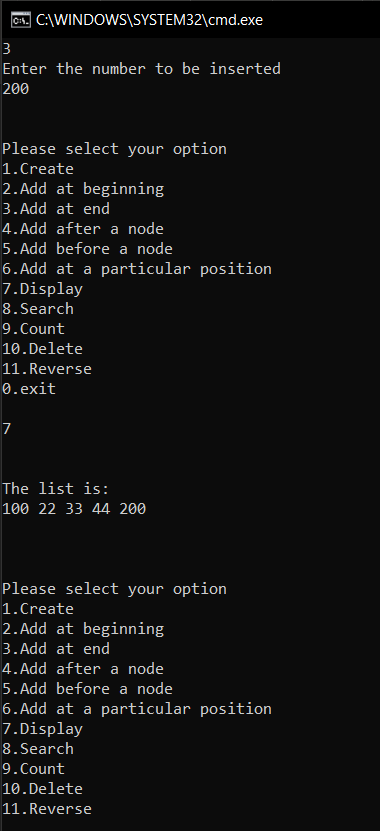 C:\WINDOWS\SYSTEM32\cmd.exe
3
Enter the number to be inserted
200
Please select your option
1.Create
2.Add at beginning
3.Add at end
4.Add after a node
5.Add before a node
6.Add at a particular position
7.Display
8.Search
9.Count
10.Delete
11.Reverse
0.exit
7
The list is:
100 22 33 44 200
Please select your option
1.Create
2.Add at beginning
3.Add at end
4.Add after a node
5.Add before a node
6.Add at a particular position
7.Display
8.Search
9.Count
10.Delete
11.Reverse